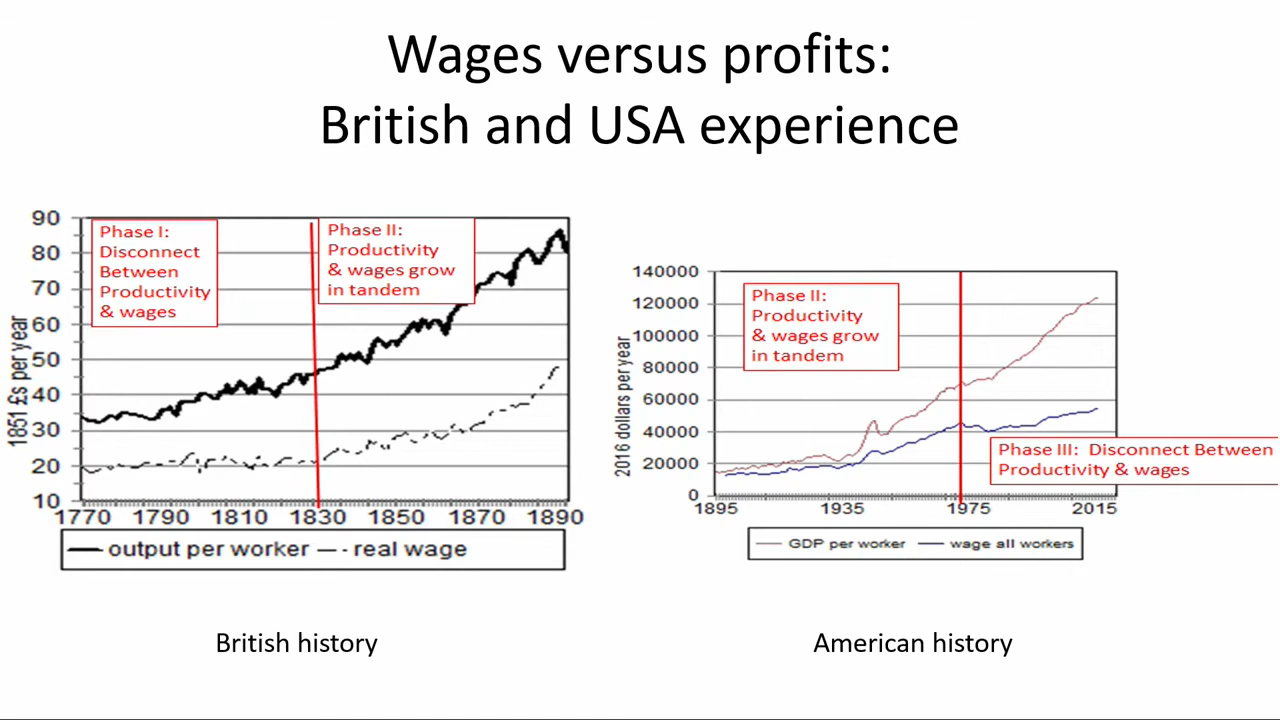 Wages versus profits:
British and USA experience
90
80
70
60
50
40
30
20
10
1851 £s per year
Phase I:
Disconnect
Between
Productivity
& wages
Phase II:
Productivity
& wages grow
in tandem
1770 1790 1810 1830 1850 1870 1890
output per worker real wage
British history
140000
120000
100000
80000
60000
40000
20000
0
2016 dollars per year
Phase II:
Productivity
& wages grow
in tandem
Phase III: Disconnect Between
Productivity & wages
1895 1935 1975 2015
GDP per worker wage all workers
American history